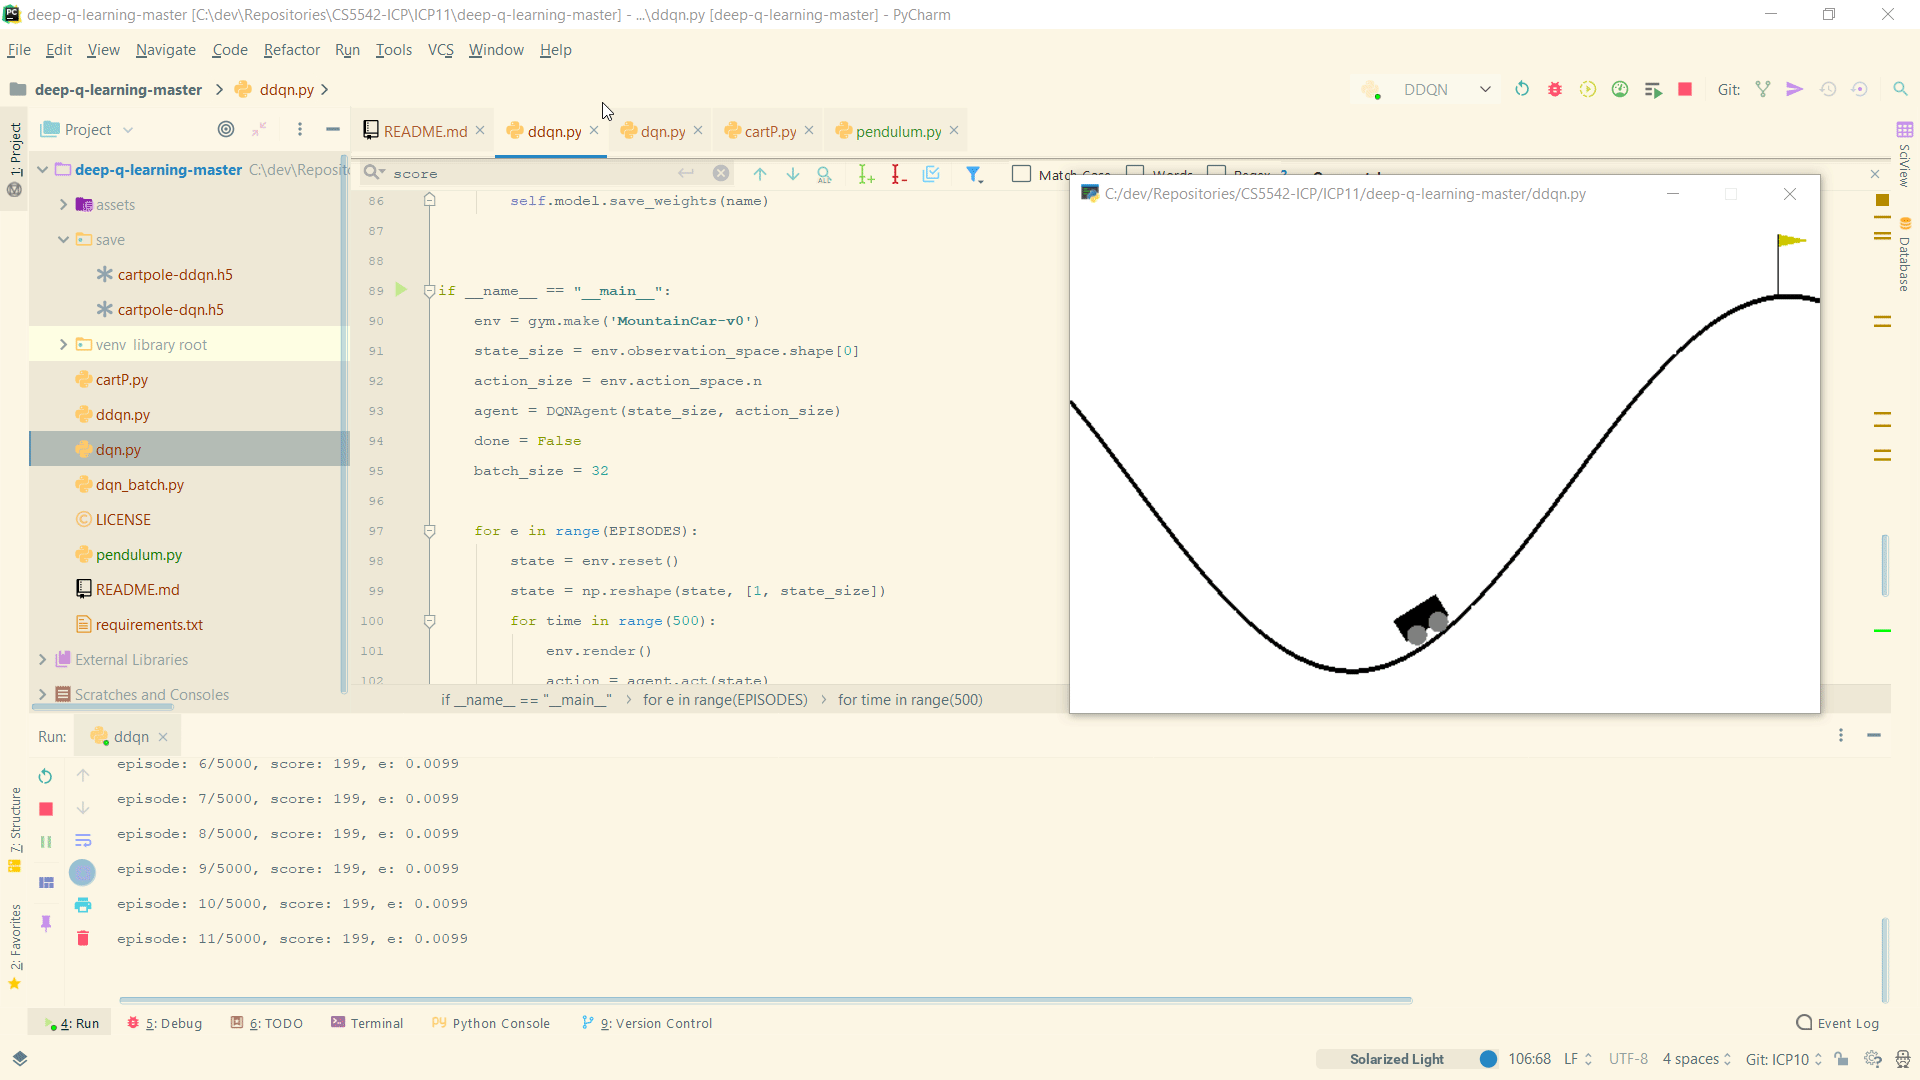 deep-q-learning-master [C:\dev\Repositories\CS5542-ICP\ICP11\deep-q-learning-master] - ...\ddqn.py [deep-q-learning-master] - PyCharm
File Edit View Navigate Code Refactor Run Tools VCS Window Help
deep-q-learning-master ddqn.py DDQN Git:
1: Project
Project
README.md ddqn.py dqn.py cartP.py pendulum.py
deep-q-learning-master C:\dev\Reposit
score
assets
save
cartpole-ddqn.h5
cartpole-dqn.h5
venv library root
cartP.py
ddqn.py
dqn.py
dqn_batch.py
LICENSE
pendulum.py
README.md
requirements.txt
External Libraries
Scratches and Consoles
86 self.model.save_weights(name)
87
88
89 if __name__ == "__main__":
90 env = gym.make('MountainCar-v0')
91 state_size = env.observation_space.shape[0]
92 action_size = env.action_space.n
93 agent = DQNAgent(state_size, action_size)
94 done = False
95 batch_size = 32
96
97 for e in range(EPISODES):
98 state = env.reset()
99 state = np.reshape(state, [1, state_size])
100 for time in range(500):
101 env.render()
102 action = agent.act(state)
if __name__ == "__main__" for e in range(EPISODES) for time in range(500)
C:/dev/Repositories/CS5542-ICP/ICP11/deep-q-learning-master/ddqn.py
SciView
Database
Run: ddqn
episode: 6/5000, score: 199, e: 0.0099
episode: 7/5000, score: 199, e: 0.0099
episode: 8/5000, score: 199, e: 0.0099
episode: 9/5000, score: 199, e: 0.0099
episode: 10/5000, score: 199, e: 0.0099
episode: 11/5000, score: 199, e: 0.0099
7: Structure
2: Favorites
4: Run 5: Debug 6: TODO Terminal Python Console 9: Version Control Event Log
Solarized Light 106:68 LF UTF-8 4 spaces Git: ICP10